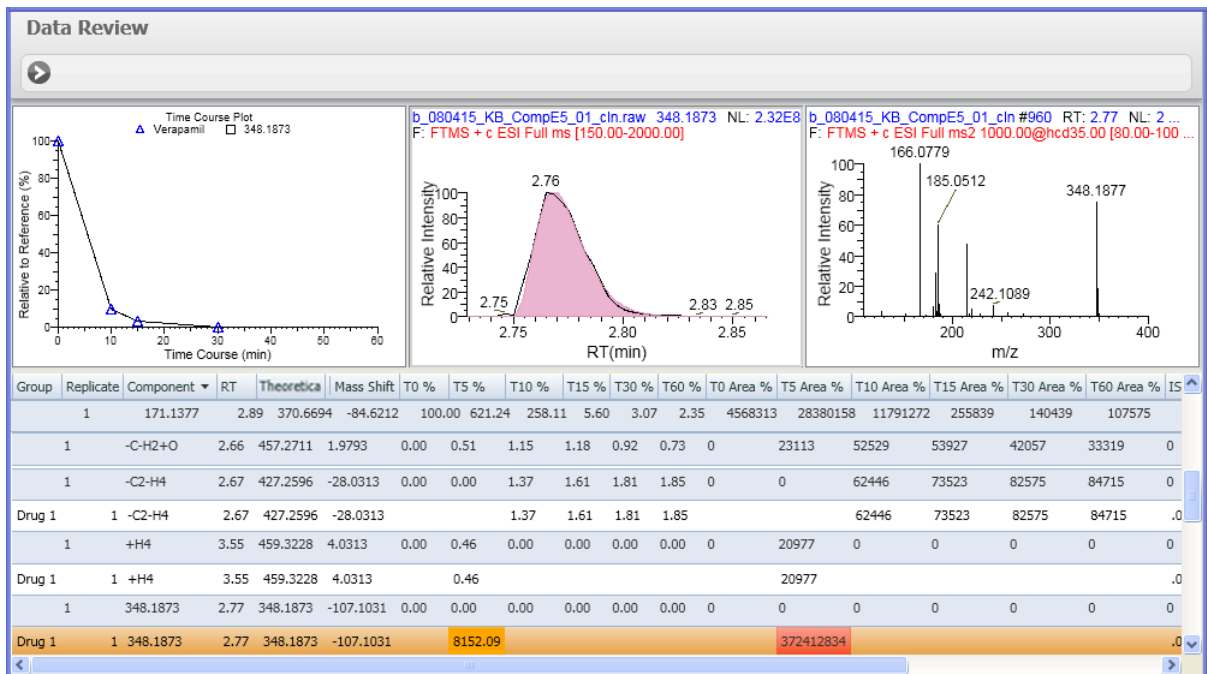 Data Review
Time Course Plot
Verapamil 348.1873
Relative to Reference (%)
100
80
60
40
20
0
0 10 20 30 40 50 60
Time Course (min)
b_080415_KB_CompE5_01_cln.raw 348.1873 NL: 2.32E8
F: FTMS + c ESI Full ms [150.00-2000.00]
Relative Intensity
100
80
60
40
20
0
2.76
2.75
2.83 2.85
2.75 2.80 2.85
RT(min)
b_080415_KB_CompE5_01_cln #960 RT: 2.77 NL: 2 ...
F: FTMS + c ESI Full ms2 1000.00@hcd35.00 [80.00-100 ...
Relative Intensity
100
80
60
40
20
0
166.0779
185.0512
348.1877
242.1089
200 300 400
m/z
Group Replicate Component RT Theoretica Mass Shift T0 % T5 % T10 % T15 % T30 % T60 % T0 Area % T5 Area % T10 Area % T15 Area % T30 Area % T60 Area % IS
1 171.1377 2.89 370.6694 -84.6212 100.00 621.24 258.11 5.60 3.07 2.35 4568313 28380158 11791272 255839 140439 107575
1 -C-H2+O 2.66 457.2711 1.9793 0.00 0.51 1.15 1.18 0.92 0.73 0 23113 52529 53927 42057 33319 0
1 -C2-H4 2.67 427.2596 -28.0313 0.00 0.00 1.37 1.61 1.81 1.85 0 0 62446 73523 82575 84715 0
Drug 1 1 -C2-H4 2.67 427.2596 -28.0313 1.37 1.61 1.81 1.85 62446 73523 82575 84715 .0
1 +H4 3.55 459.3228 4.0313 0.00 0.46 0.00 0.00 0.00 0.00 0 20977 0 0 0 0 0
Drug 1 1 +H4 3.55 459.3228 4.0313 0.46 20977 .0
1 348.1873 2.77 348.1873 -107.1031 0.00 0.00 0.00 0.00 0.00 0.00 0 0 0 0 0 0 0
Drug 1 1 348.1873 2.77 348.1873 -107.1031 8152.09 372412834 .0